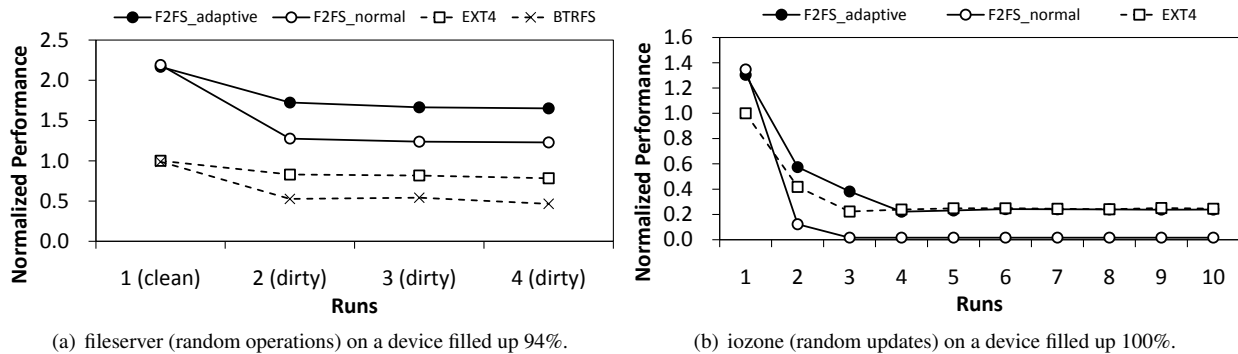 F2FS_adaptive F2FS_normal EXT4 BTRFS
2.5
2.0
1.5
1.0
0.5
0.0
Normalized Performance
1 (clean) 2 (dirty) 3 (dirty) 4 (dirty)
Runs
(a) fileserver (random operations) on a device filled up 94%.
F2FS_adaptive F2FS_normal EXT4
1.6
1.4
1.2
1.0
0.8
0.6
0.4
0.2
0.0
Normalized Performance
1 2 3 4 5 6 7 8 9 10
Runs
(b) iozone (random updates) on a device filled up 100%.